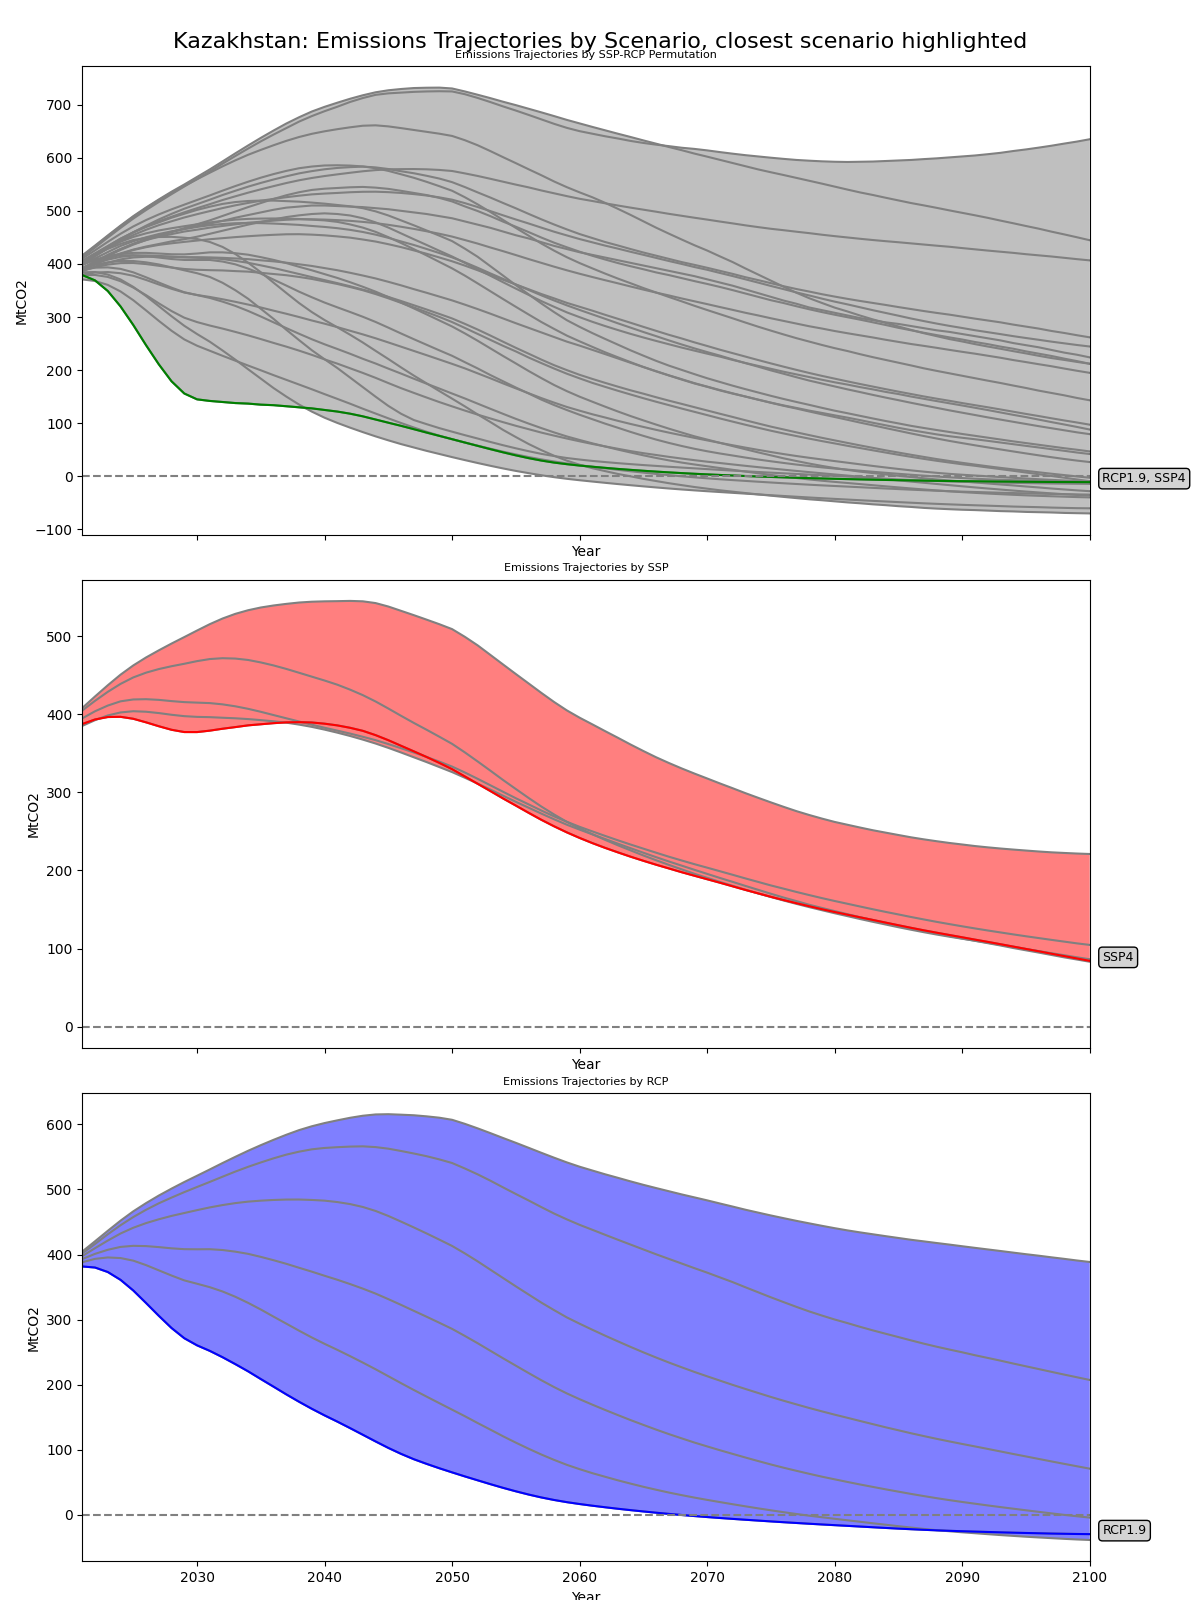 Kazakhstan: Emissions Trajectories by Scenario, closest scenario highlighted
Emissions Trajectories by SSP-RCP Permutation
700
600
500
400
300
200
100
0
−100
MtCO2
RCP1.9, SSP4
Year
Emissions Trajectories by SSP
500
400
300
200
100
0
MtCO2
SSP4
Year
Emissions Trajectories by RCP
600
500
400
300
200
100
0
MtCO2
RCP1.9
2030 2040 2050 2060 2070 2080 2090 2100
Year